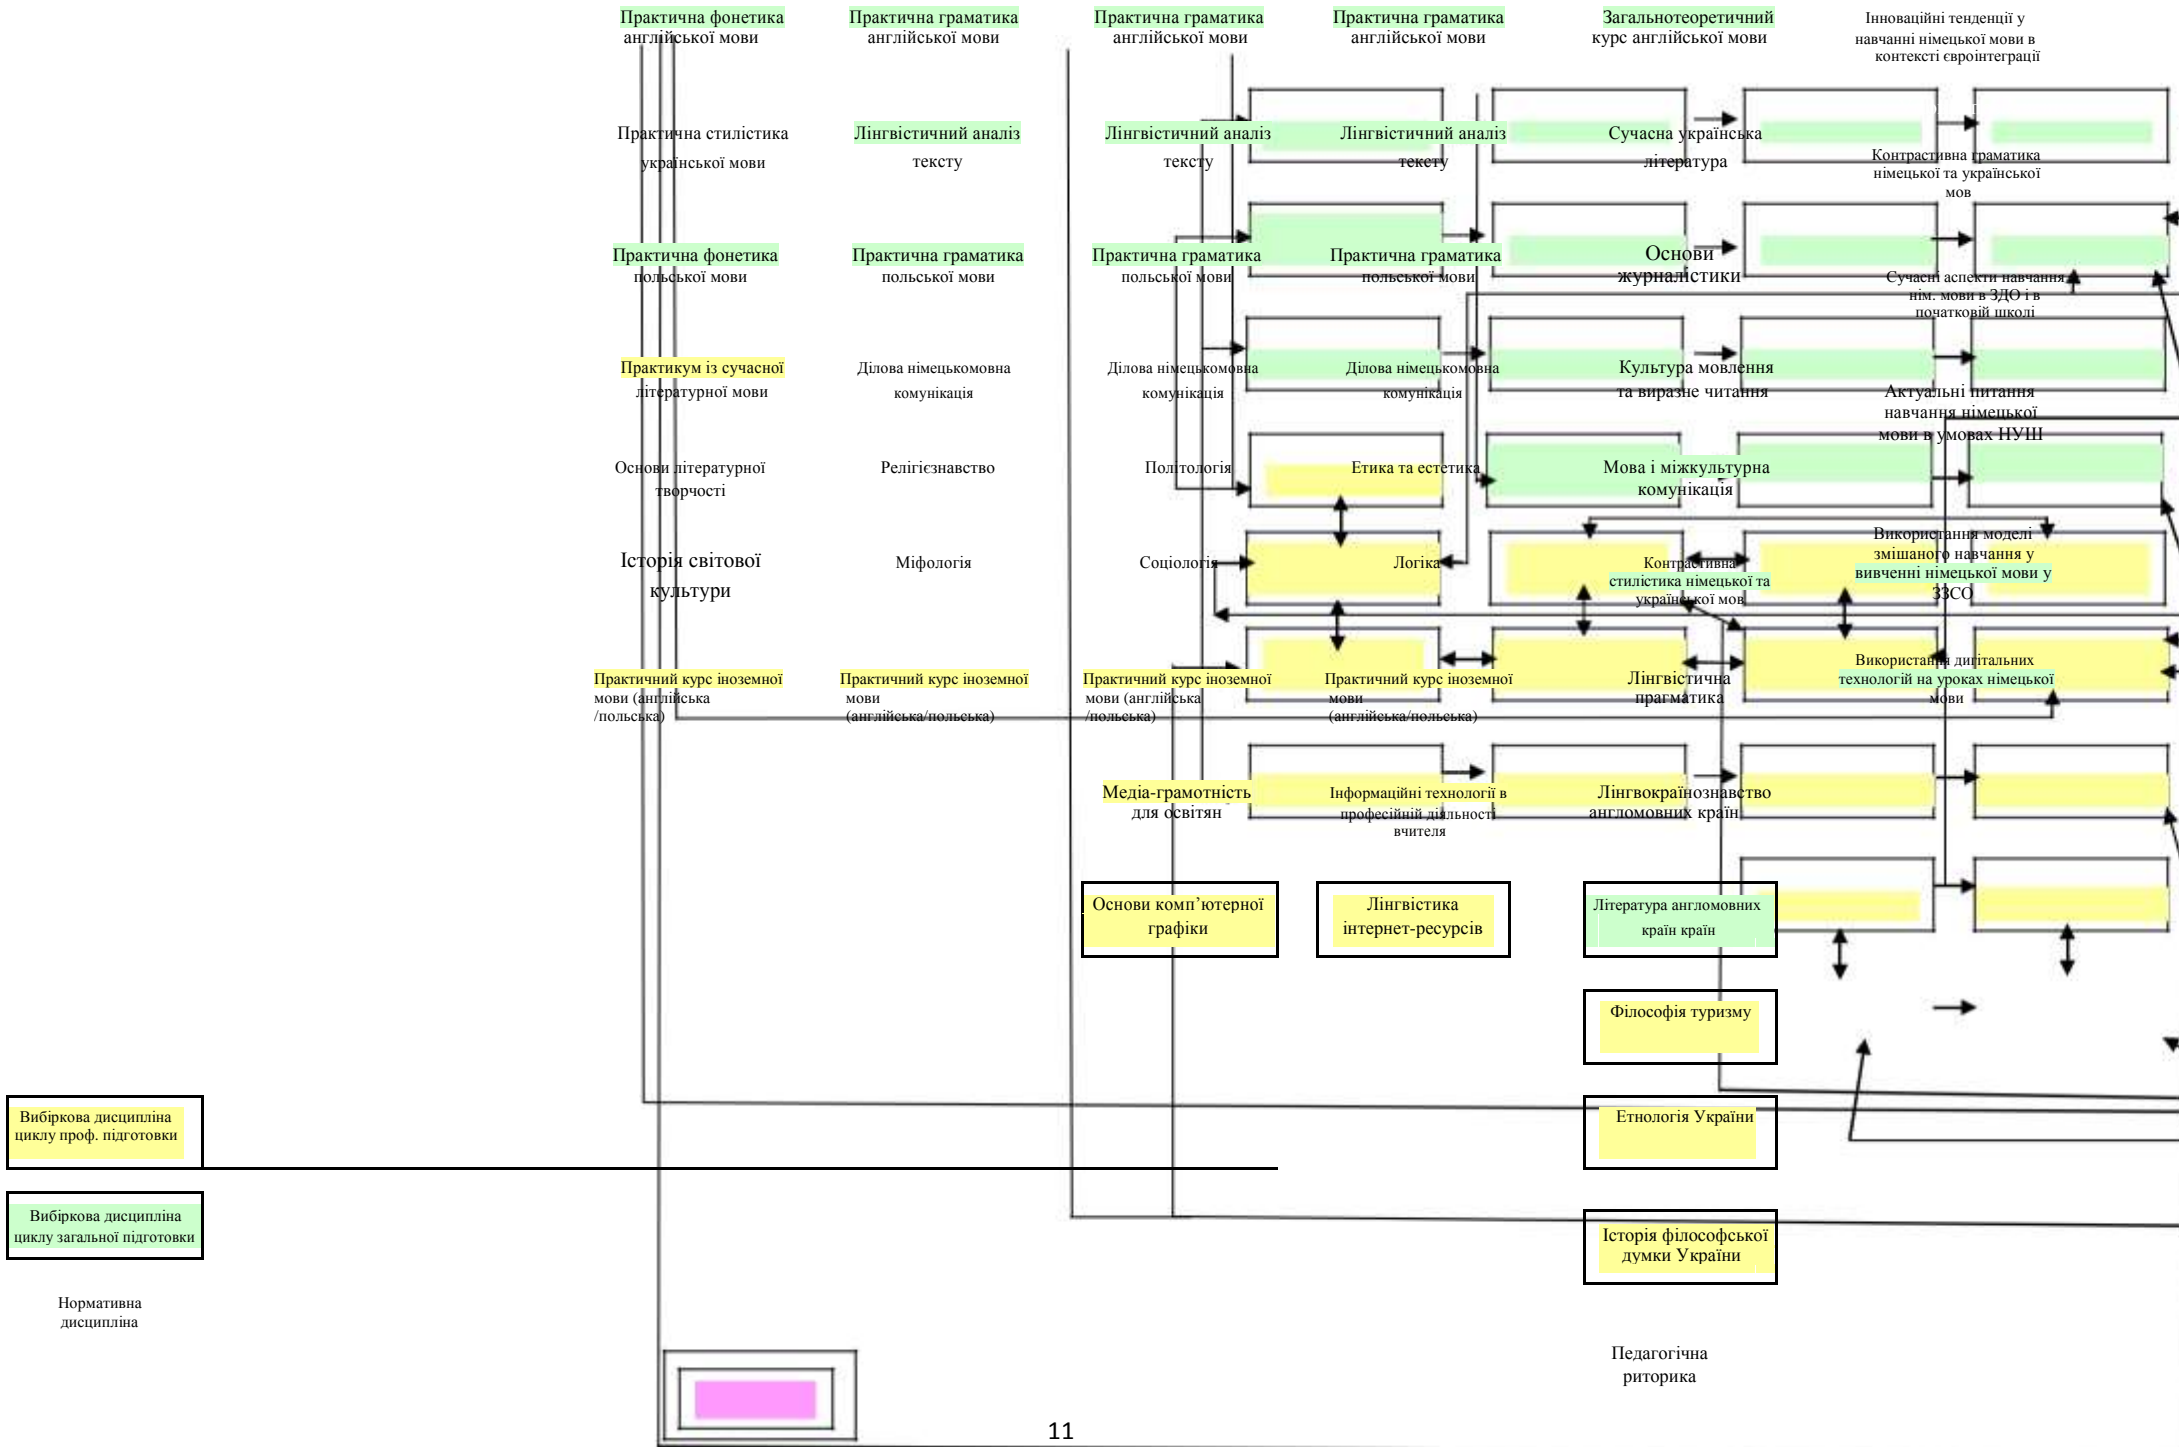 Практична фонетика
англійської мови
Практична граматика
англійської мови
Практична граматика
англійської мови
Практична граматика
англійської мови
Загальнотеоретичний
курс англійської мови
Інноваційні тенденції у
навчанні німецької мови в
контексті євроінтеграції
Практична стилістика
української мови
Лінгвістичний аналіз
тексту
Лінгвістичний аналіз
тексту
Лінгвістичний аналіз
тексту
Сучасна українська
література
Контрастивна граматика
німецької та української
мов
Практична фонетика
польської мови
Практична граматика
польської мови
Практична граматика
польської мови
Практична граматика
польської мови
Основи
журналістики
Сучасні аспекти навчання
нім. мови в ЗДО і в
початковій школі
Практикум із сучасної
літературної мови
Ділова німецькомовна
комунікація
Ділова німецькомовна
комунікація
Ділова німецькомовна
комунікація
Культура мовлення
та виразне читання
Актуальні питання
навчання німецької
мови в умовах НУШ
Основи літературної
творчості
Релігієзнавство
Політологія
Етика та естетика
Мова і міжкультурна
комунікація
Історія світової
культури
Міфологія
Соціологія
Логіка
Контрастивна
стилістика німецької та
української мов
Використання моделі
змішаного навчання у
вивченні німецької мови у
ЗЗСО
Практичний курс іноземної
мови (англійська
/польська)
Практичний курс іноземної
мови
(англійська/польська)
Практичний курс іноземної
мови (англійська
/польська)
Практичний курс іноземної
мови
(англійська/польська)
Лінгвістична
прагматика
Використання дигітальних
технологій на уроках німецької
мови
Медіа-грамотність
для освітян
Інформаційні технології в
професійній діяльності
вчителя
Лінгвокраїнознавство
англомовних країн
Основи комп’ютерної
графіки
Лінгвістика
інтернет-ресурсів
Література англомовних
країн країн
Філософія туризму
Вибіркова дисципліна
циклу проф. підготовки
Етнологія України
Вибіркова дисципліна
циклу загальної підготовки
Історія філософської
думки України
Нормативна
дисципліна
Педагогічна
риторика
11